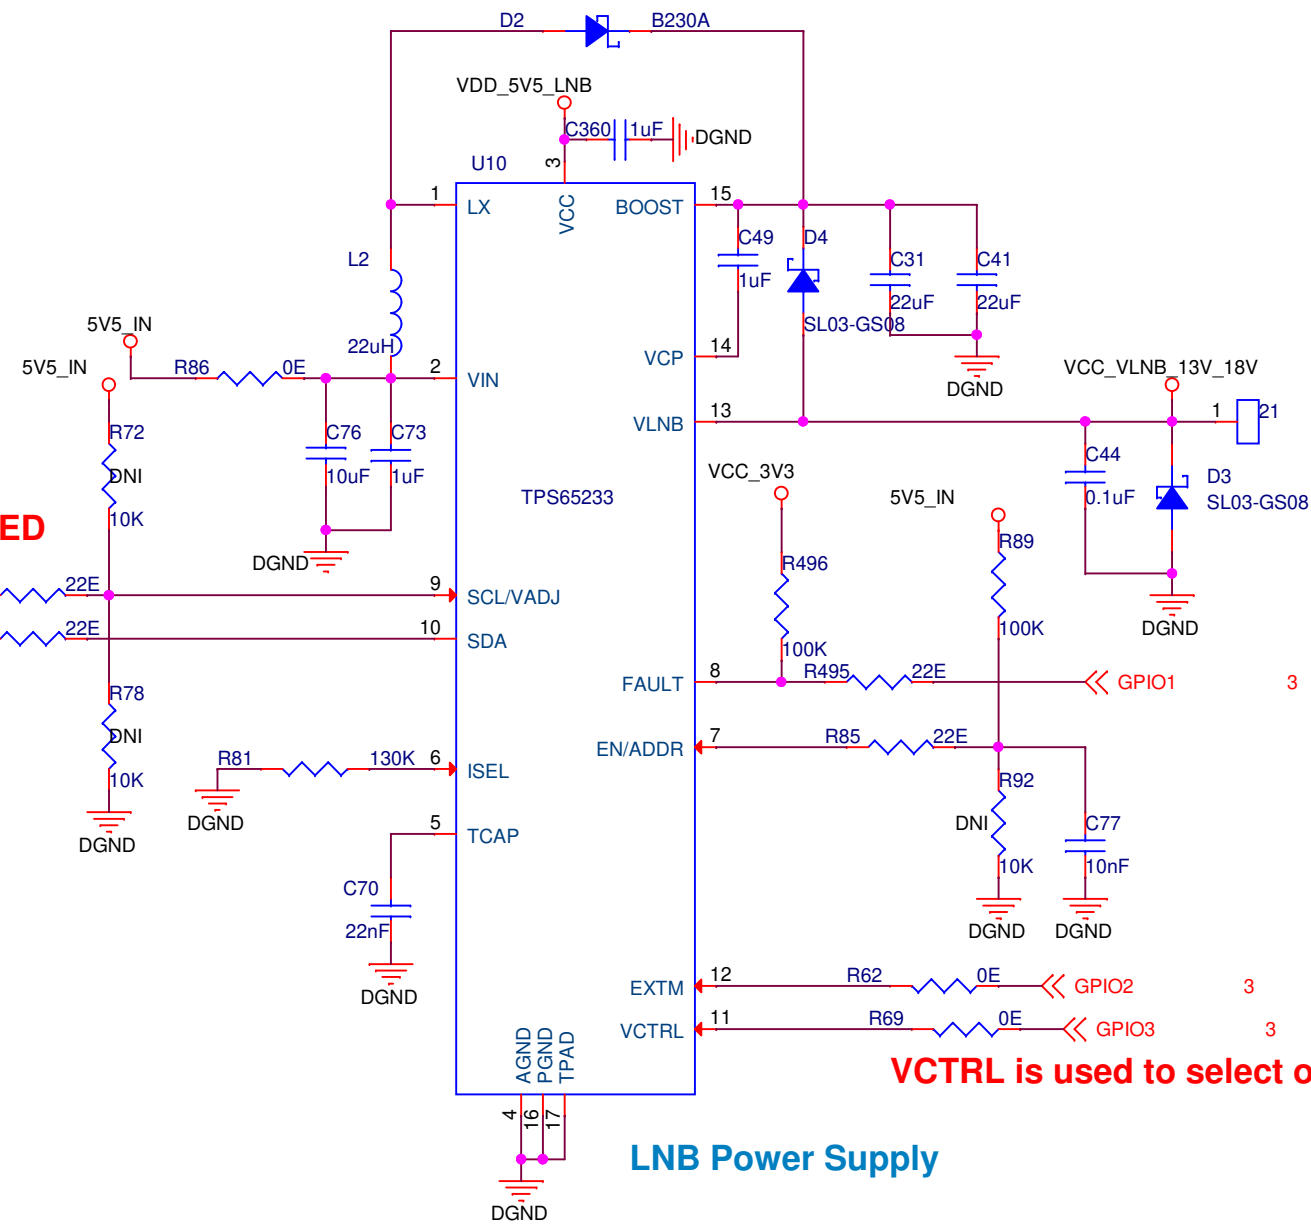 D2 B230A
VDD_5V5_LNB
C360 1uF
DGND
U10
3
VCC
1 LX
BOOST 15
L2
22uH
C49
1uF
D4
SL03-GS08
C31
22uF
C41
22uF
DGND
5V5_IN
R86 0E
2 VIN
VCP 14
VCC_VLNB_13V_18V
VLNB 13
1 21
5V5_IN
R72
DNI
10K
C76
10uF
C73
1uF
DGND
TPS65233
VCC_3V3
5V5_IN
C44
0.1uF
D3
SL03-GS08
DGND
ED
R496
100K
R89
100K
22E
9 SCL/VADJ
22E
10 SDA
FAULT 8
R495 22E
GPIO1 3
R78
DNI
10K
DGND
EN/ADDR 7
R85 22E
R81 130K
DGND
6 ISEL
R92
DNI
10K
DGND
C77
10nF
DGND
5 TCAP
C70
22nF
DGND
EXTM 12
R62 0E
GPIO2 3
VCTRL 11
R69 0E
GPIO3 3
VCTRL is used to select o
AGND
PGND
TPAD
4
16
17
DGND
LNB Power Supply